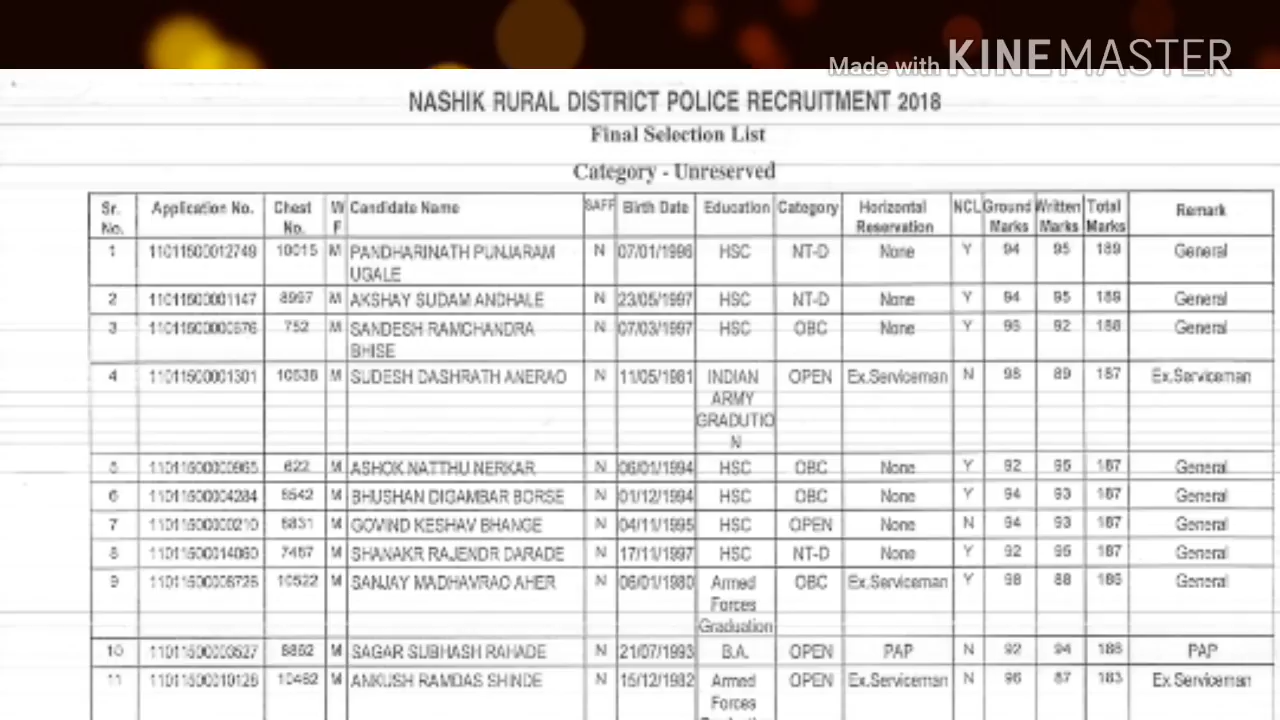 Made with KINEMASTER
NASHIK RURAL DISTRICT POLICE RECRUITMENT 2018
Final Selection List
Category - Unreserved
Sr. No. Application No. Chest No. M F Candidate Name SAFF Birth Date Education Category Horizontal Reservation NCL Ground Marks Written Marks Total Marks Remark
1 11011500012749 10015 M PANDHARINATH PUNJARAM UGALE N 07/01/1996 HSC NT-D None Y 94 95 189 General
2 M AKSHAY SUDAM ANDHALE N 23/05/1997 HSC NT-D None Y 94 95 189 General
3 752 M SANDESH RAMCHANDRA BHISE N 07/03/1997 HSC OBC None Y 92 188 General
4 M SUDESH DASHRATH ANERAO N 11/05/1981 INDIAN ARMY GRADUTIO N OPEN Ex.Serviceman N 98 89 187 Ex.Serviceman
5 622 M ASHOK NATTHU NERKAR N 06/01/1994 HSC OBC None Y 92 95 187 General
6 M BHUSHAN DIGAMBAR BORSE N 01/12/1994 HSC OBC None Y 94 93 187 General
7 M GOVIND KESHAV BHANGE N 04/11/1995 HSC OPEN None N 94 93 187 General
8 M SHANAKR RAJENDR DARADE N 17/11/1997 HSC NT-D None Y 92 95 187 General
9 10522 M SANJAY MADHAVRAO AHER N 06/01/1980 Armed Forces Graduation OBC Ex.Serviceman Y 98 88 186 General
10 M SAGAR SUBHASH RAHADE N 21/07/1993 B.A. OPEN PAP N 92 94 186 PAP
11 M ANKUSH RAMDAS SHINDE N 15/12/1982 Armed Forces OPEN Ex.Serviceman N 96 87 183 Ex.Serviceman